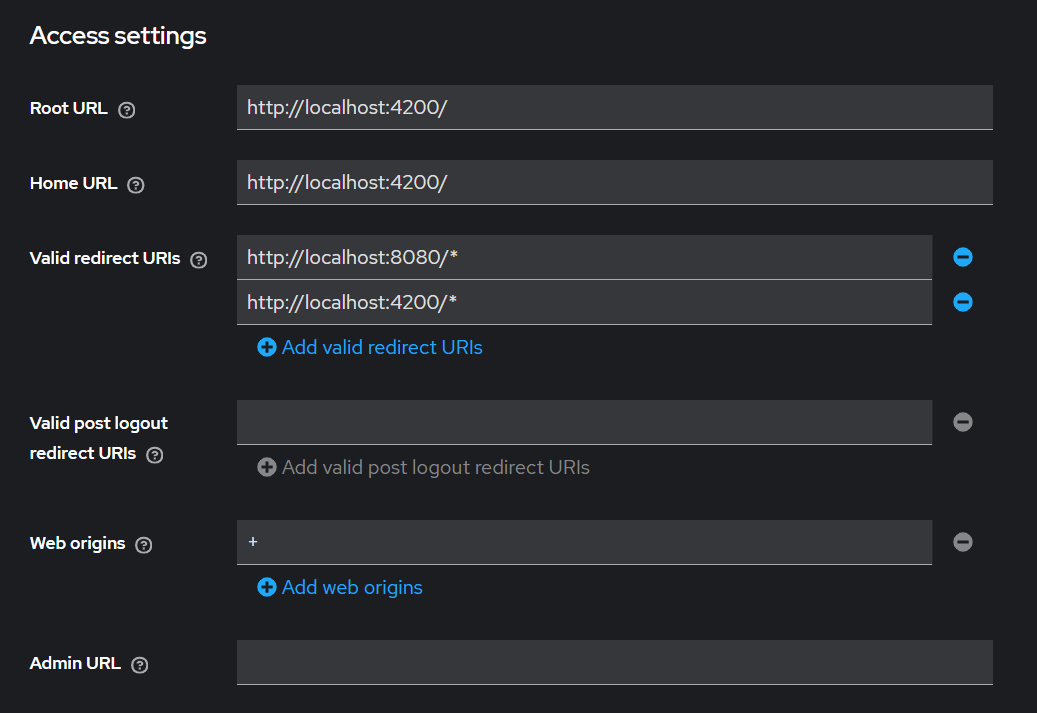 Access settings
Root URL
http://localhost:4200/
Home URL
http://localhost:4200/
Valid redirect URIs
http://localhost:8080/*
http://localhost:4200/*
Add valid redirect URIs
Valid post logout
redirect URIs
Add valid post logout redirect URIs
Web origins
+
Add web origins
Admin URL